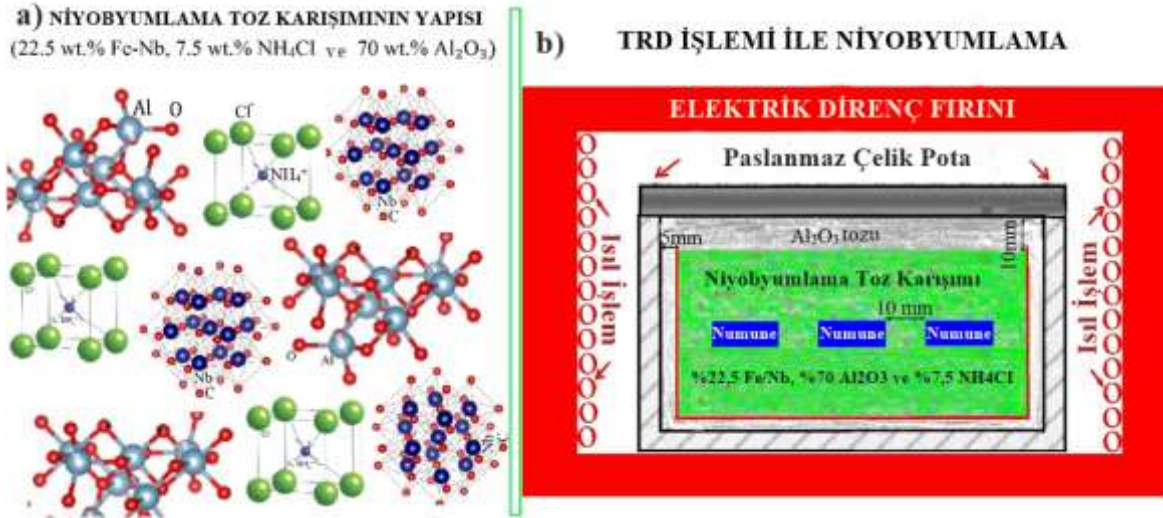 a) NİYOBYUMLAMA TOZ KARIŞIMININ YAPISI
(22.5 wt.% Fe-Nb, 7.5 wt.% NH₄Cl ve 70 wt.% Al₂O₃)
Al O
Cl⁻
NH₄⁺
Nb
C
Nb
C
O
Al
Nb
C
b) TRD İŞLEMİ İLE NİYOBYUMLAMA
ELEKTRİK DİRENÇ FIRINI
Paslanmaz Çelik Pota
Isıl İşlem
Isıl İşlem
5mm
Al₂O₃ tozu
10mm
Niyobyumlama Toz Karışımı
10 mm
Numune Numune Numune
%22,5 Fe/Nb, %70 Al2O3 ve %7,5 NH4Cl